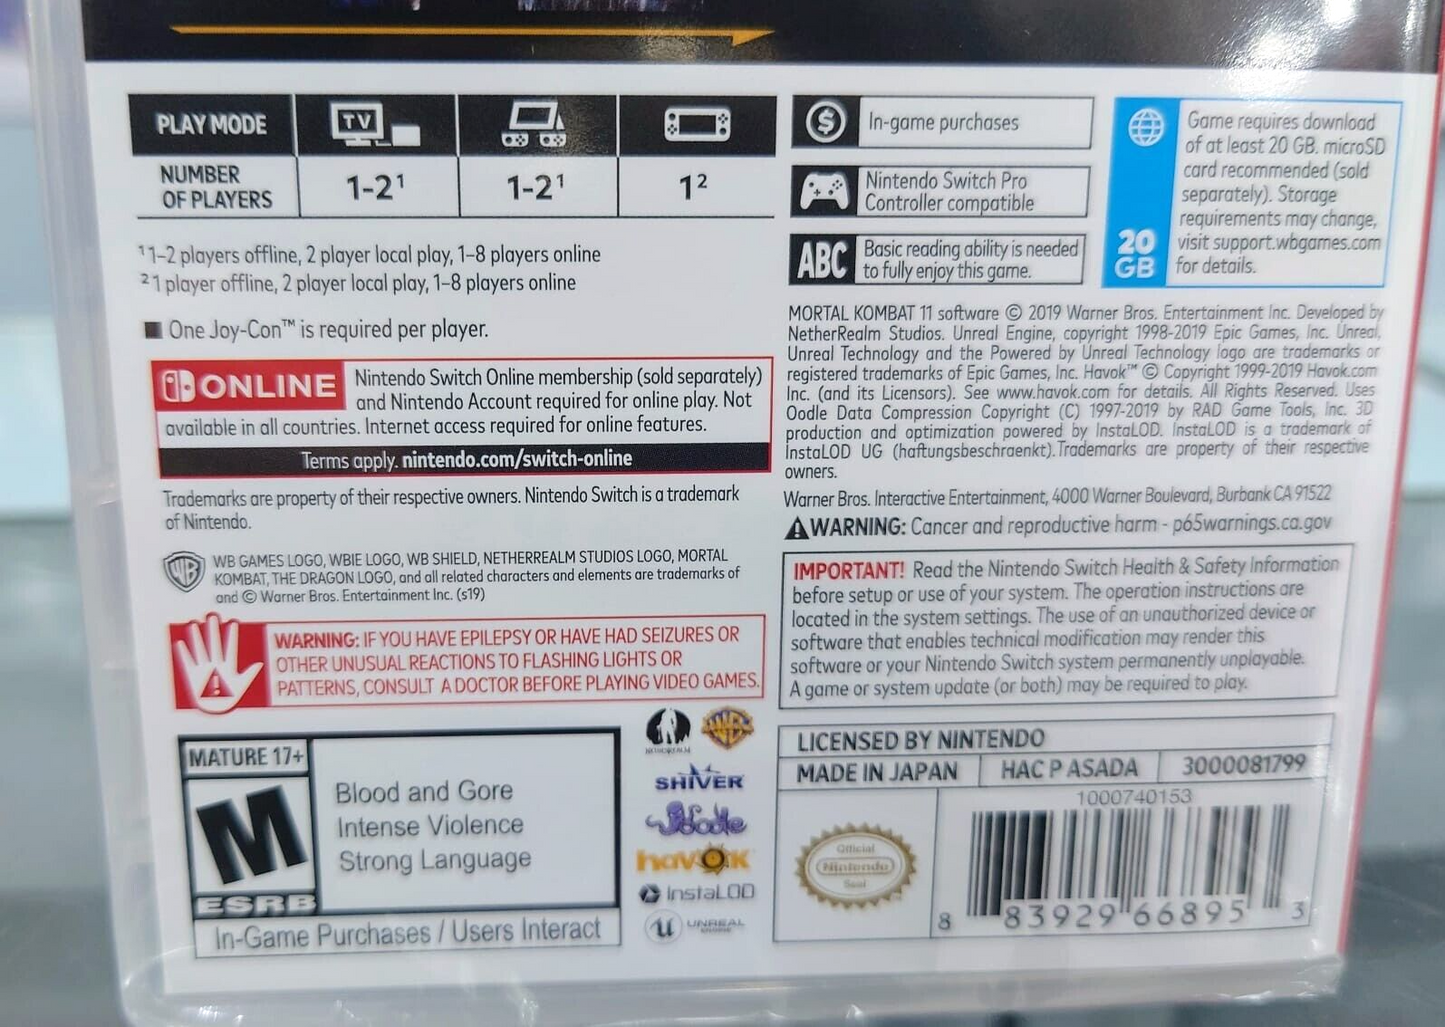 PLAY MODE
TV
NUMBER
OF PLAYERS
1-2¹
1-2¹
1²
¹1-2 players offline, 2 player local play, 1-8 players online
²1 player offline, 2 player local play, 1-8 players online
One Joy-Con™ is required per player.
ONLINE
Nintendo Switch Online membership (sold separately)
and Nintendo Account required for online play. Not
available in all countries. Internet access required for online features.
Terms apply. nintendo.com/switch-online
Trademarks are property of their respective owners. Nintendo Switch is a trademark
of Nintendo.
WB
WB GAMES LOGO, WBIE LOGO, WB SHIELD, NETHERREALM STUDIOS LOGO, MORTAL
KOMBAT, THE DRAGON LOGO, and all related characters and elements are trademarks of
and © Warner Bros. Entertainment Inc. (s19)
WARNING: IF YOU HAVE EPILEPSY OR HAVE HAD SEIZURES OR
OTHER UNUSUAL REACTIONS TO FLASHING LIGHTS OR
PATTERNS, CONSULT A DOCTOR BEFORE PLAYING VIDEO GAMES.
MATURE 17+
M
ESRB
Blood and Gore
Intense Violence
Strong Language
In-Game Purchases / Users Interact
NETHERREALM
SHIVER
Oodle
havok
InstaLOD
UNREAL
ENGINE
$
In-game purchases
Nintendo Switch Pro
Controller compatible
ABC
Basic reading ability is needed
to fully enjoy this game.
20
GB
Game requires download
of at least 20 GB. microSD
card recommended (sold
separately). Storage
requirements may change,
visit support.wbgames.com
for details.
MORTAL KOMBAT 11 software © 2019 Warner Bros. Entertainment Inc. Developed by
NetherRealm Studios. Unreal Engine, copyright 1998-2019 Epic Games, Inc. Unreal,
Unreal Technology and the Powered by Unreal Technology logo are trademarks or
registered trademarks of Epic Games, Inc. Havok™ © Copyright 1999-2019 Havok.com
Inc. (and its Licensors). See www.havok.com for details. All Rights Reserved. Uses
Oodle Data Compression Copyright (C) 1997-2019 by RAD Game Tools, Inc. 3D
production and optimization powered by InstaLOD. InstaLOD is a trademark of
InstaLOD UG (haftungsbeschraenkt). Trademarks are property of their respective
owners.
Warner Bros. Interactive Entertainment, 4000 Warner Boulevard, Burbank CA 91522
WARNING: Cancer and reproductive harm - p65warnings.ca.gov
IMPORTANT! Read the Nintendo Switch Health & Safety Information
before setup or use of your system. The operation instructions are
located in the system settings. The use of an unauthorized device or
software that enables technical modification may render this
software or your Nintendo Switch system permanently unplayable.
A game or system update (or both) may be required to play.
LICENSED BY NINTENDO
MADE IN JAPAN
HAC P ASADA
3000081799
1000740153
Official
Nintendo
Seal
8 83929 66895 3